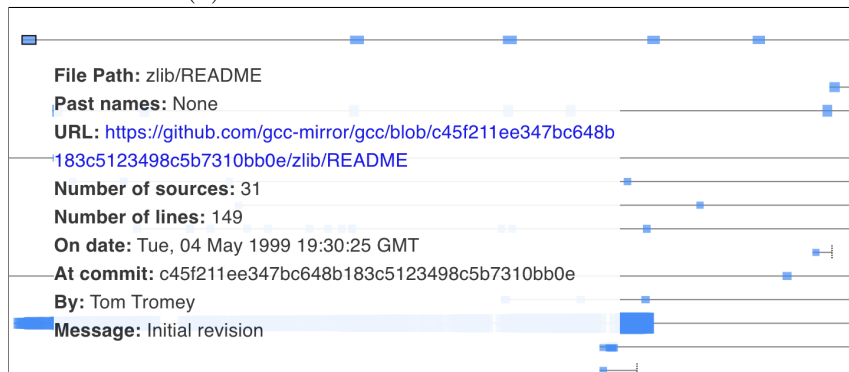 File Path: zlib/README
Past names: None
URL: https://github.com/gcc-mirror/gcc/blob/c45f211ee347bc648b
183c5123498c5b7310bb0e/zlib/README
Number of sources: 31
Number of lines: 149
On date: Tue, 04 May 1999 19:30:25 GMT
At commit: c45f211ee347bc648b183c5123498c5b7310bb0e
By: Tom Tromey
Message: Initial revision